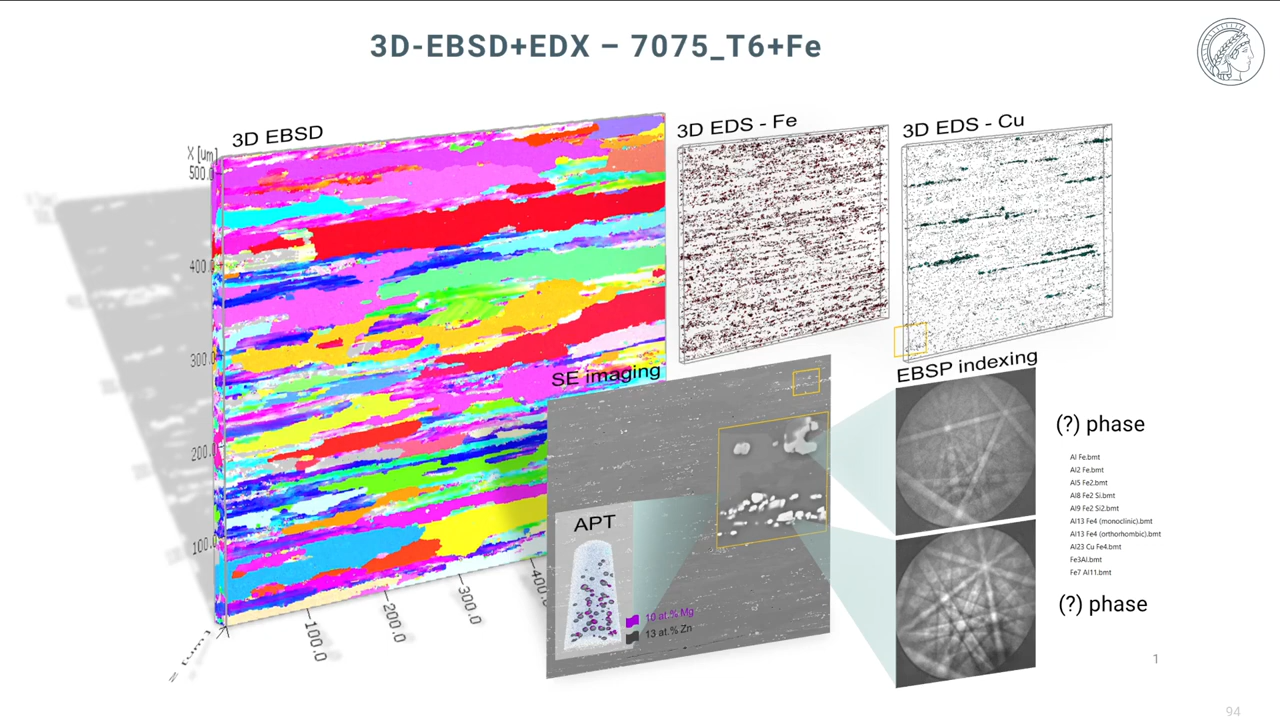 3D-EBSD+EDX – 7075_T6+Fe
3D EBSD
3D EDS - Fe
3D EDS - Cu
X [um]
500.
400.
300.
200.
100.
100.0
200.0
300.0
400.
SE imaging
EBSP indexing
(?) phase
Al Fe.bmt
Al2 Fe.bmt
Al5 Fe2.bmt
Al8 Fe2 Si.bmt
Al9 Fe2 Si2.bmt
Al13 Fe4 (monoclinic).bmt
Al13 Fe4 (orthorhombic).bmt
Al23 Cu Fe4.bmt
Fe3Al.bmt
Fe7 Al11.bmt
(?) phase
APT
10 at.% Mg
13 at.% Zn
1
94